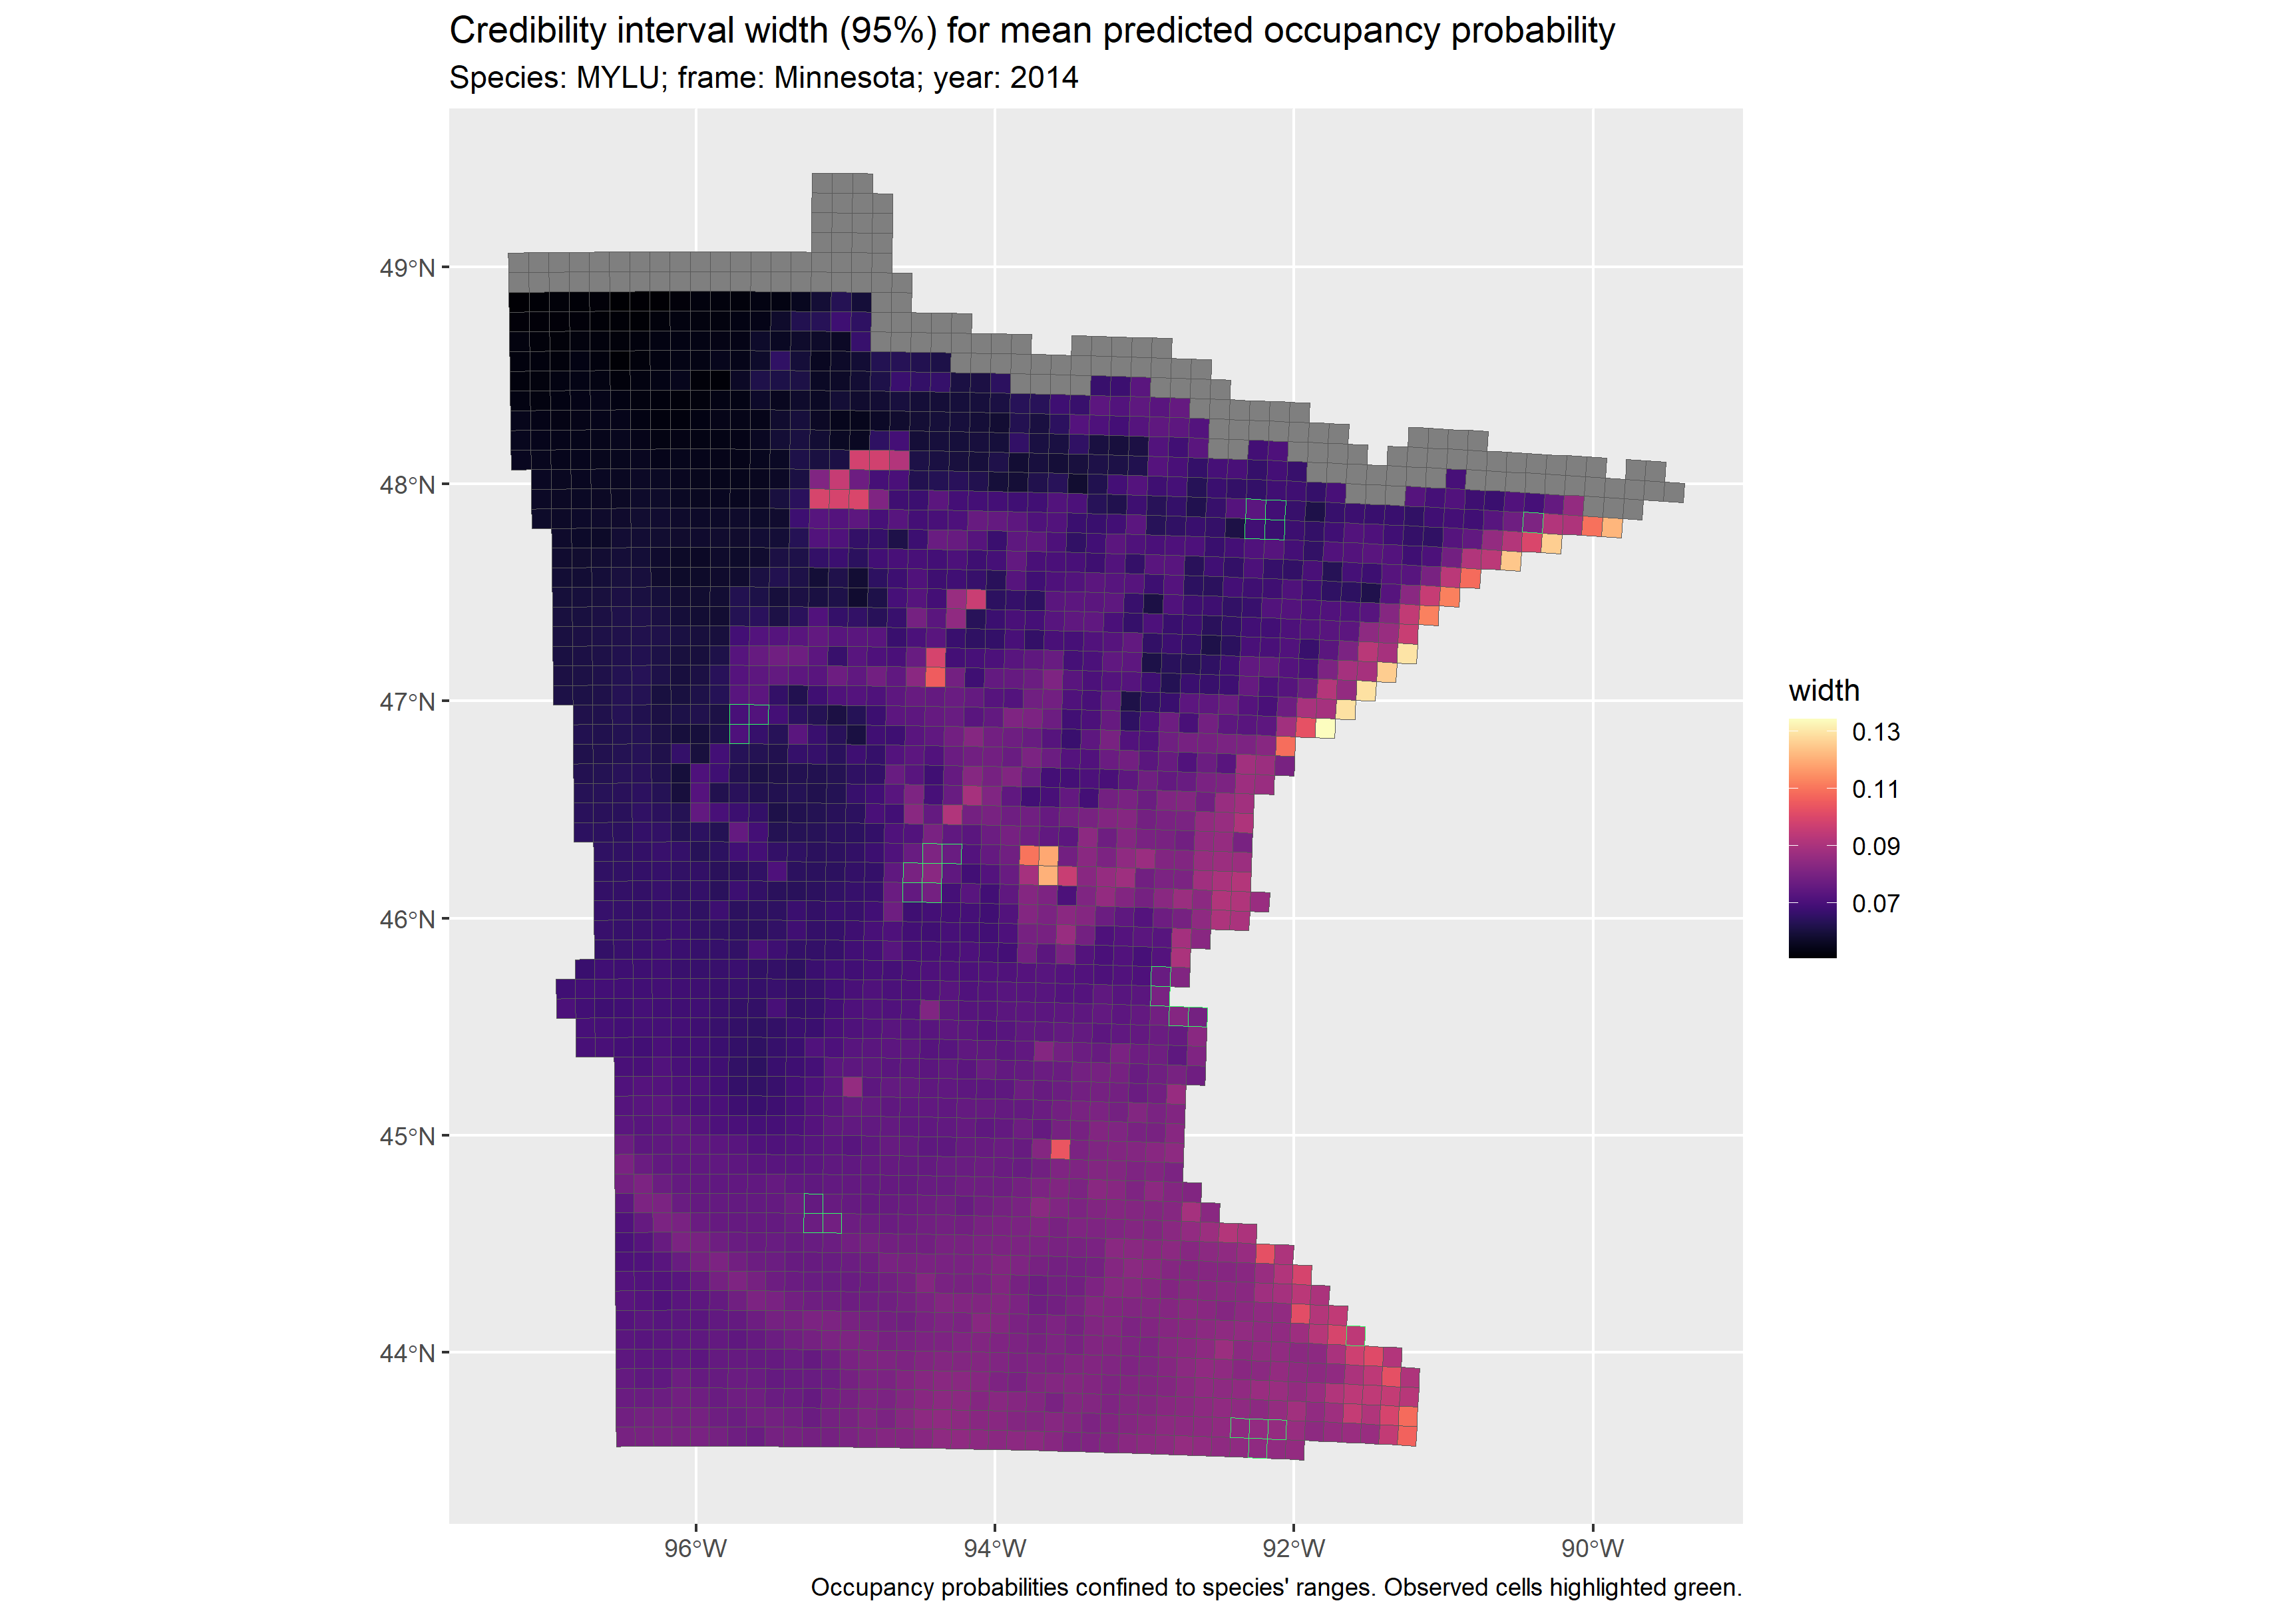 Credibility interval width (95%) for mean predicted occupancy probability
Species: MYLU; frame: Minnesota; year: 2014
49°N
48°N
47°N
46°N
45°N
44°N
96°W
94°W
92°W
90°W
width
0.13
0.11
0.09
0.07
Occupancy probabilities confined to species' ranges. Observed cells highlighted green.